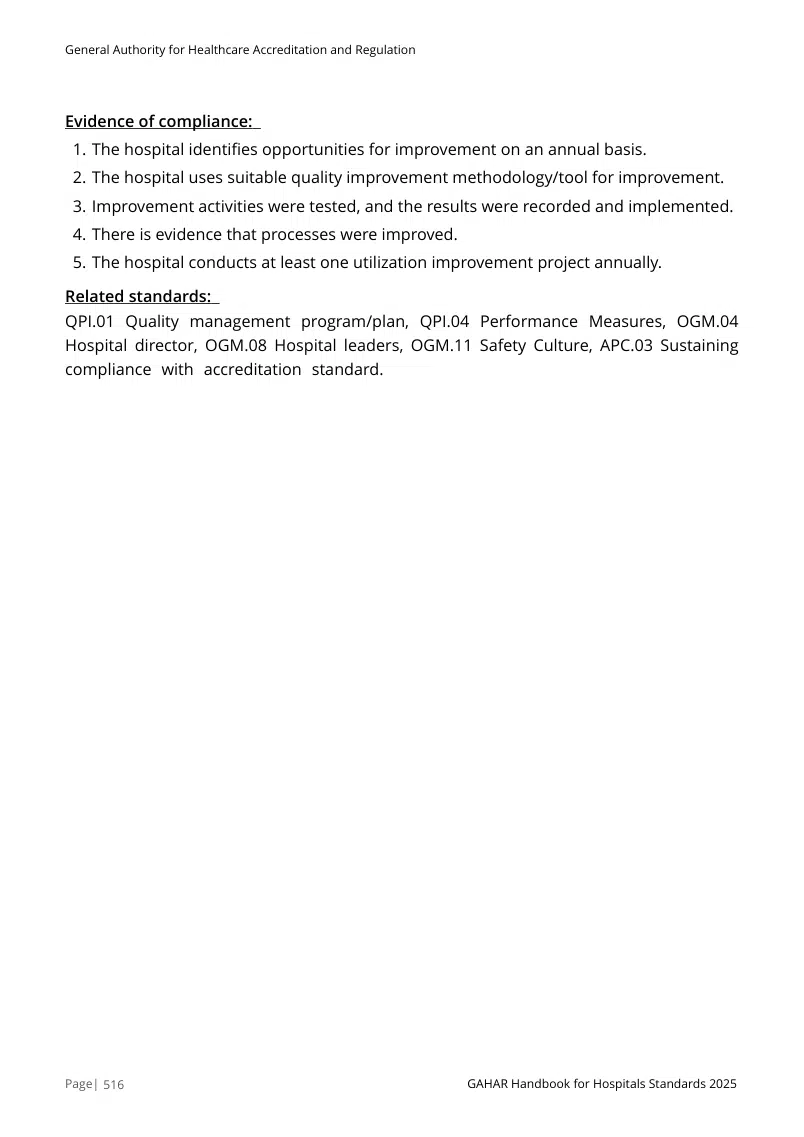 General Authority for Healthcare Accreditation and Regulation
Evidence of compliance:
1. The hospital identifies opportunities for improvement on an annual basis.
2. The hospital uses suitable quality improvement methodology/tool for improvement.
3. Improvement activities were tested, and the results were recorded and implemented.
4. There is evidence that processes were improved.
5. The hospital conducts at least one utilization improvement project annually.
Related standards:
QPI.01 Quality management program/plan, QPI.04 Performance Measures, OGM.04
Hospital director, OGM.08 Hospital leaders, OGM.11 Safety Culture, APC.03 Sustaining
compliance with accreditation standard.
Page| 516 GAHAR Handbook for Hospitals Standards 2025